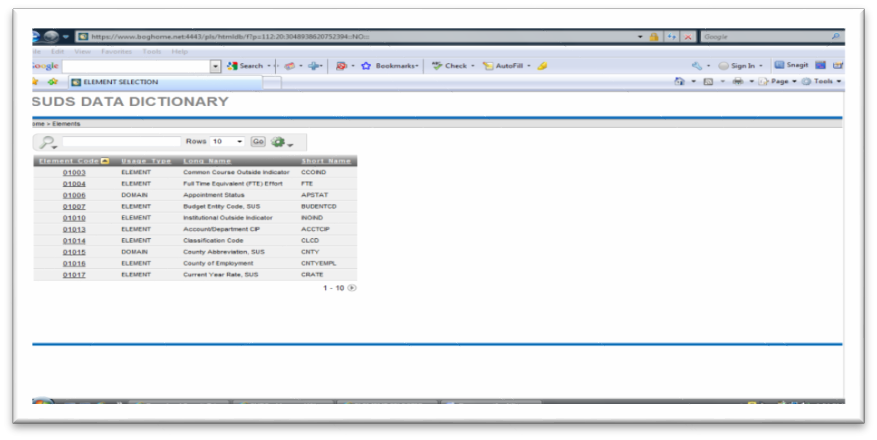 https://www.boghome.net:4443/pls/htmldb/f?p=112:20:3048938620732394::NO:::
Google
Edit View Favorites Tools Help
Google Search Bookmarks Check AutoFill Sign In Snagit
ELEMENT SELECTION Page Tools
SUDS DATA DICTIONARY
ome > Elements
Rows 10 Go
Element Code Usage Type Long Name Short Name
01003 ELEMENT Common Course Outside Indicator CCOIND
01004 ELEMENT Full Time Equivalent (FTE) Effort FTE
01006 DOMAIN Appointment Status APSTAT
01007 ELEMENT Budget Entity Code, SUS BUDENTCD
01010 ELEMENT Institutional Outside Indicator INOIND
01013 ELEMENT Account/Department CIP ACCTCIP
01014 ELEMENT Classification Code CLCD
01015 DOMAIN County Abbreviation, SUS CNTY
01016 ELEMENT County of Employment CNTYEMPL
01017 ELEMENT Current Year Rate, SUS CRATE
1 - 10